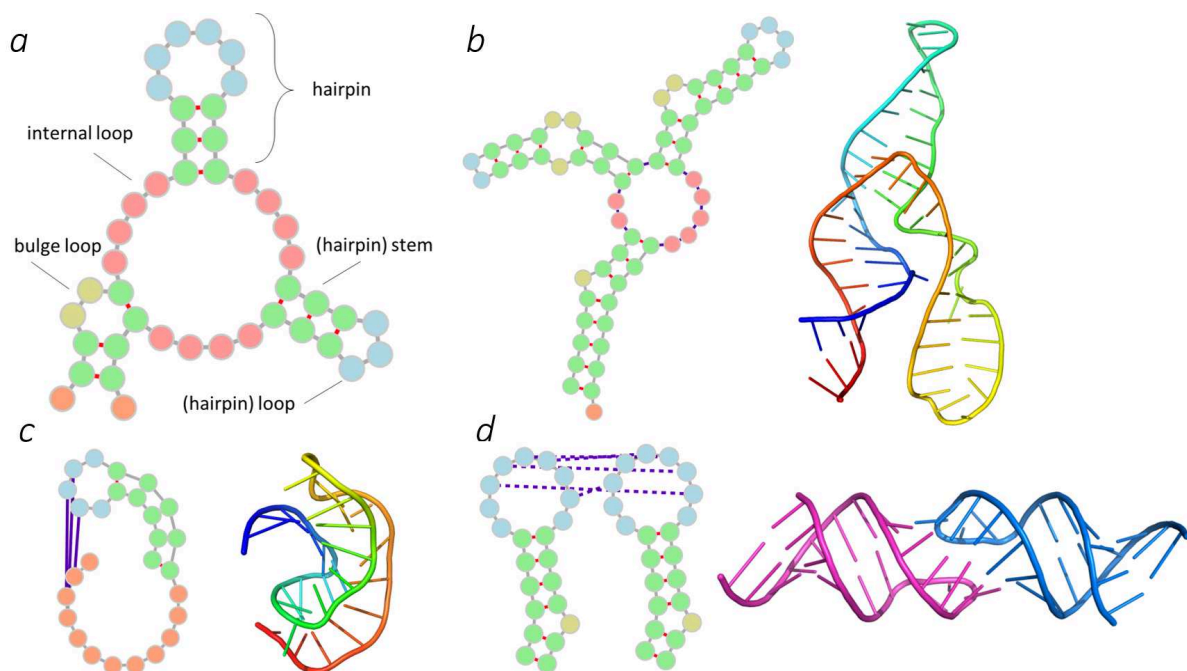 a
hairpin
internal loop
bulge loop
(hairpin) stem
(hairpin) loop
b
c
d